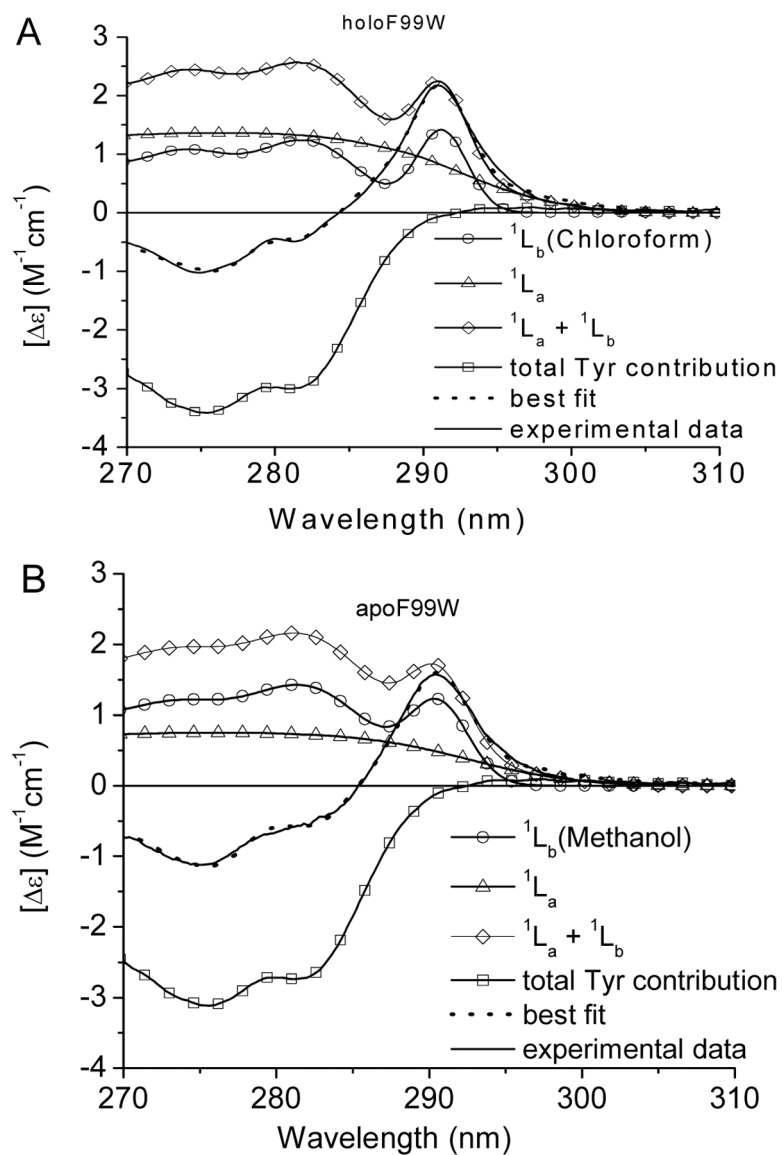 A
holoF99W
3
2
1
0
-1
-2
-3
-4
[Δε] (M⁻¹cm⁻¹)
¹Lb(Chloroform)
¹La
¹La + ¹Lb
total Tyr contribution
best fit
experimental data
270 280 290 300 310
Wavelength (nm)
B
apoF99W
3
2
1
0
-1
-2
-3
-4
[Δε] (M⁻¹cm⁻¹)
¹Lb(Methanol)
¹La
¹La + ¹Lb
total Tyr contribution
best fit
experimental data
270 280 290 300 310
Wavelength (nm)